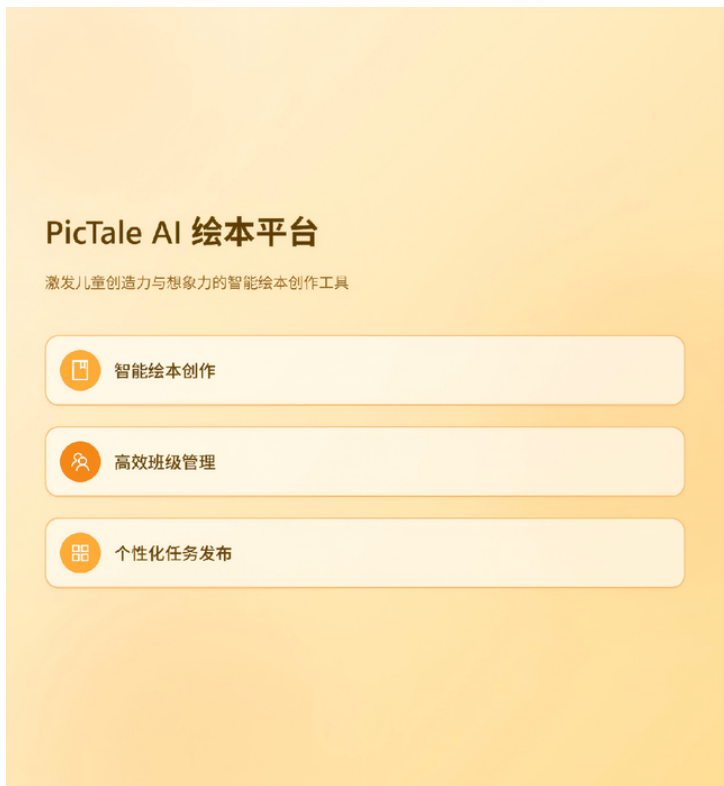 PicTale AI 绘本平台
激发儿童创造力与想象力的智能绘本创作工具
智能绘本创作
高效班级管理
个性化任务发布